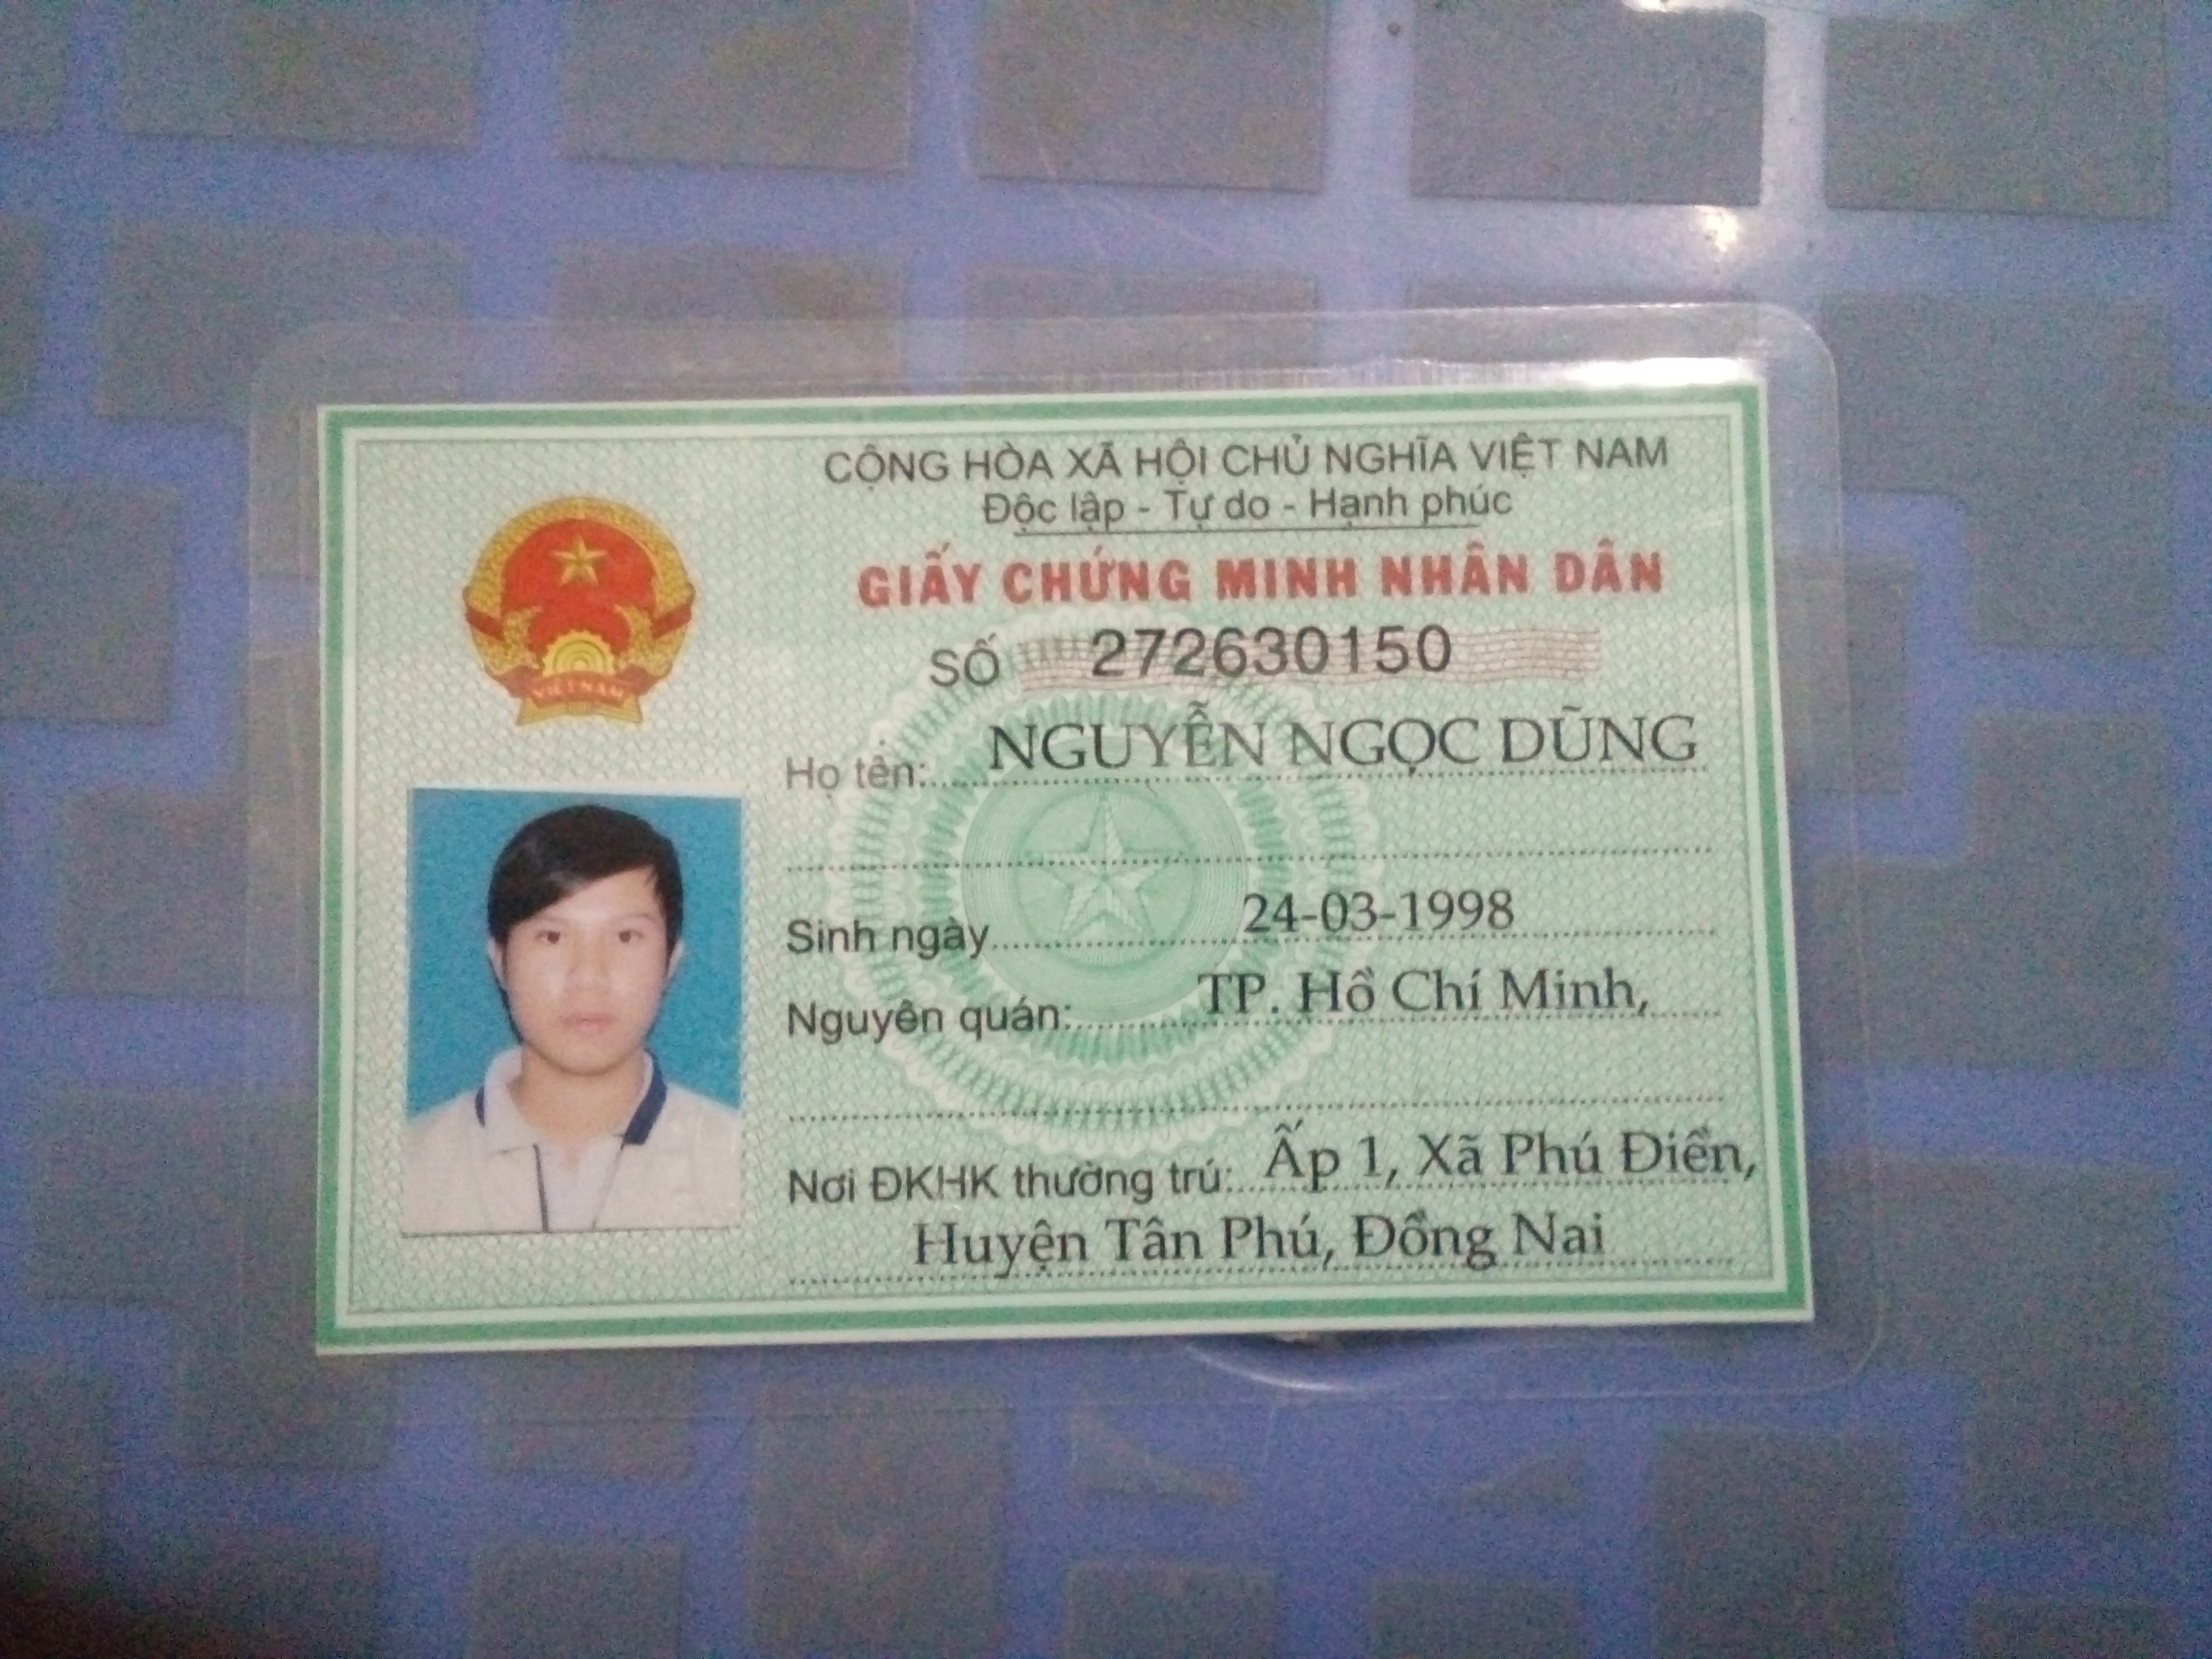 CỘNG HÒA XÃ HỘI CHỦ NGHĨA VIỆT NAM
Độc lập - Tự do - Hạnh phúc
GIẤY CHỨNG MINH NHÂN DÂN
SỐ 272630150
Họ tên: NGUYỄN NGỌC DŨNG
Sinh ngày 24-03-1998
Nguyên quán: TP. Hồ Chí Minh,
Nơi ĐKHK thường trú: Ấp 1, Xã Phú Điền,
Huyện Tân Phú, Đồng Nai
VIỆT NAM